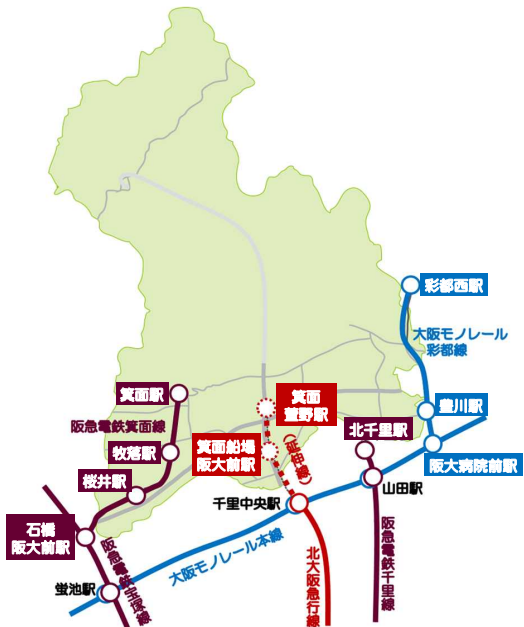 彩都西駅
大阪モノレール
彩都線
箕面駅
箕面
萱野駅
豊川駅
阪急電鉄箕面線
北千里駅
箕面船場
阪大前駅
(延伸線)
牧落駅
阪大病院前駅
桜井駅
山田駅
千里中央駅
石橋
阪大前駅
阪急電鉄宝塚線
大阪モノレール本線
北大阪急行線
阪急電鉄千里線
蛍池駅